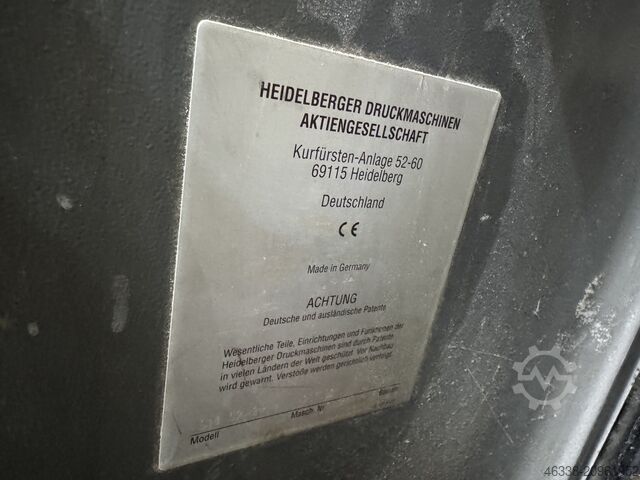 HEIDELBERGER DRUCKMASCHINEN
AKTIENGESELLSCHAFT
Kurfürsten-Anlage 52-60
69115 Heidelberg
Deutschland
CE
Made in Germany
ACHTUNG
Deutsche und ausländische Patente
Wesentliche Teile, Einrichtungen und Funktionen der
Heidelberger Druckmaschinen sind durch Patente
in vielen Ländern der Welt geschützt. Vor Nachbau
wird gewarnt. Verstöße werden gerichtlich verfolgt.
Modell
Masch. Nr